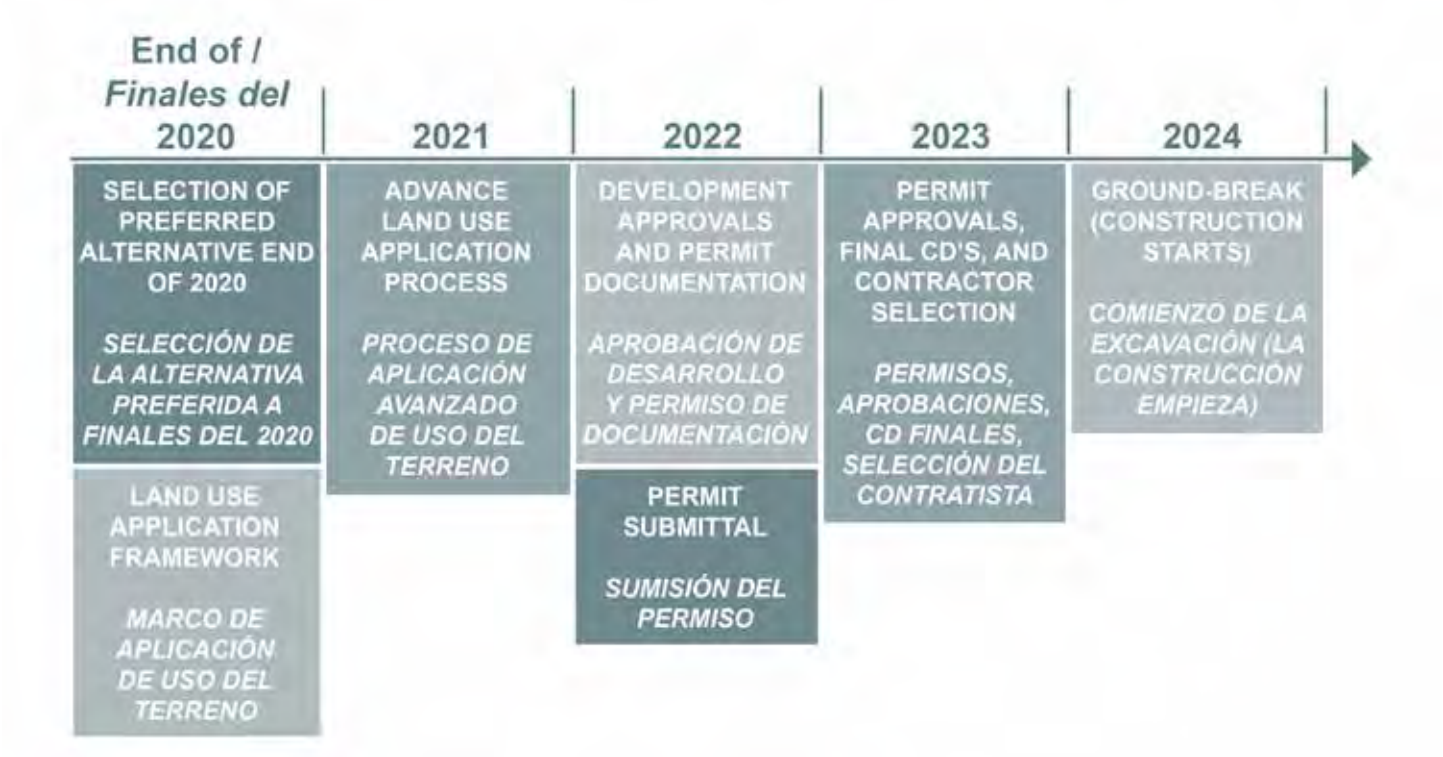 End of /
Finales del
2020
2021
2022
2023
2024
SELECTION OF
PREFERRED
ALTERNATIVE END
OF 2020
SELECCIÓN DE
LA ALTERNATIVA
PREFERIDA A
FINALES DEL 2020
LAND USE
APPLICATION
FRAMEWORK
MARCO DE
APLICACIÓN
DE USO DEL
TERRENO
ADVANCE
LAND USE
APPLICATION
PROCESS
PROCESO DE
APLICACIÓN
AVANZADO
DE USO DEL
TERRENO
DEVELOPMENT
APPROVALS
AND PERMIT
DOCUMENTATION
APROBACIÓN DE
DESARROLLO
Y PERMISO DE
DOCUMENTACIÓN
PERMIT
SUBMITTAL
SUMISIÓN DEL
PERMISO
PERMIT
APPROVALS,
FINAL CD'S, AND
CONTRACTOR
SELECTION
PERMISOS,
APROBACIONES,
CD FINALES,
SELECCIÓN DEL
CONTRATISTA
GROUND-BREAK
(CONSTRUCTION
STARTS)
COMIENZO DE LA
EXCAVACIÓN (LA
CONSTRUCCIÓN
EMPIEZA)